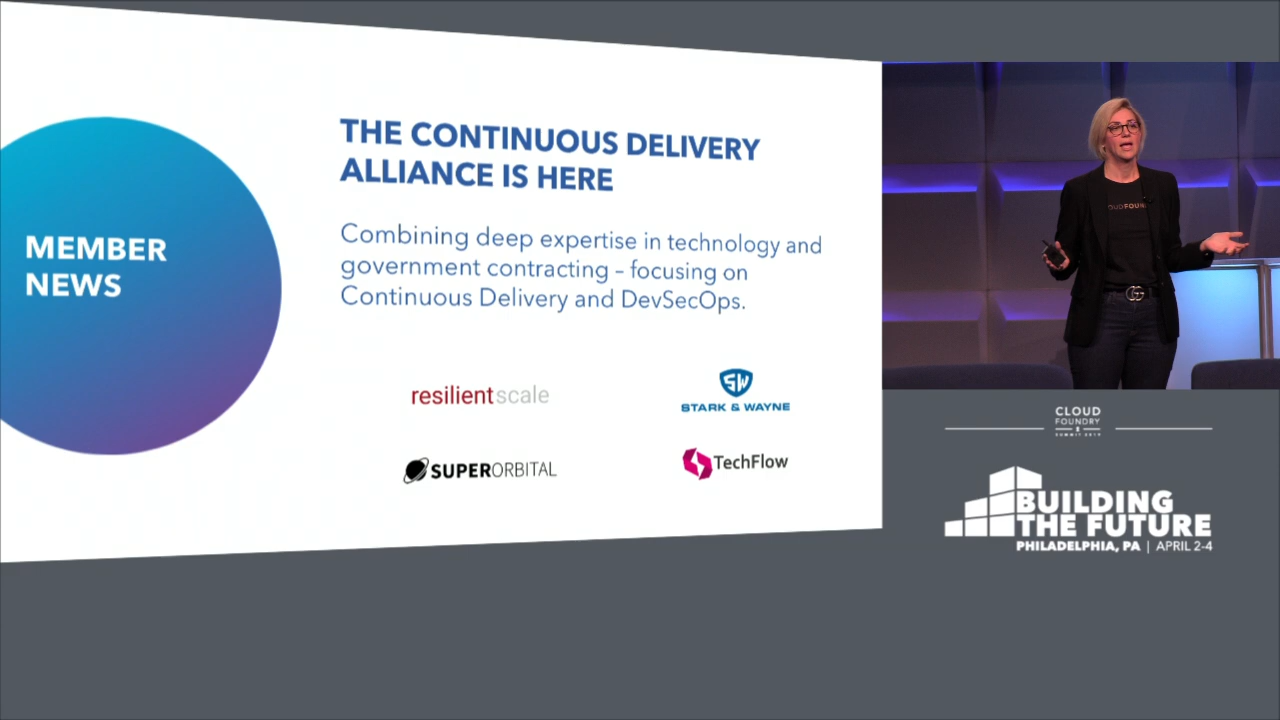 THE CONTINUOUS DELIVERY
ALLIANCE IS HERE
MEMBER
NEWS
Combining deep expertise in technology and
government contracting – focusing on
Continuous Delivery and DevSecOps.
resilientscale
SW
STARK & WAYNE
SUPERORBITAL
TechFlow
CLOUD
FOUNDRY
SUMMIT 2019
BUILDING
THE FUTURE
PHILADELPHIA, PA | APRIL 2-4